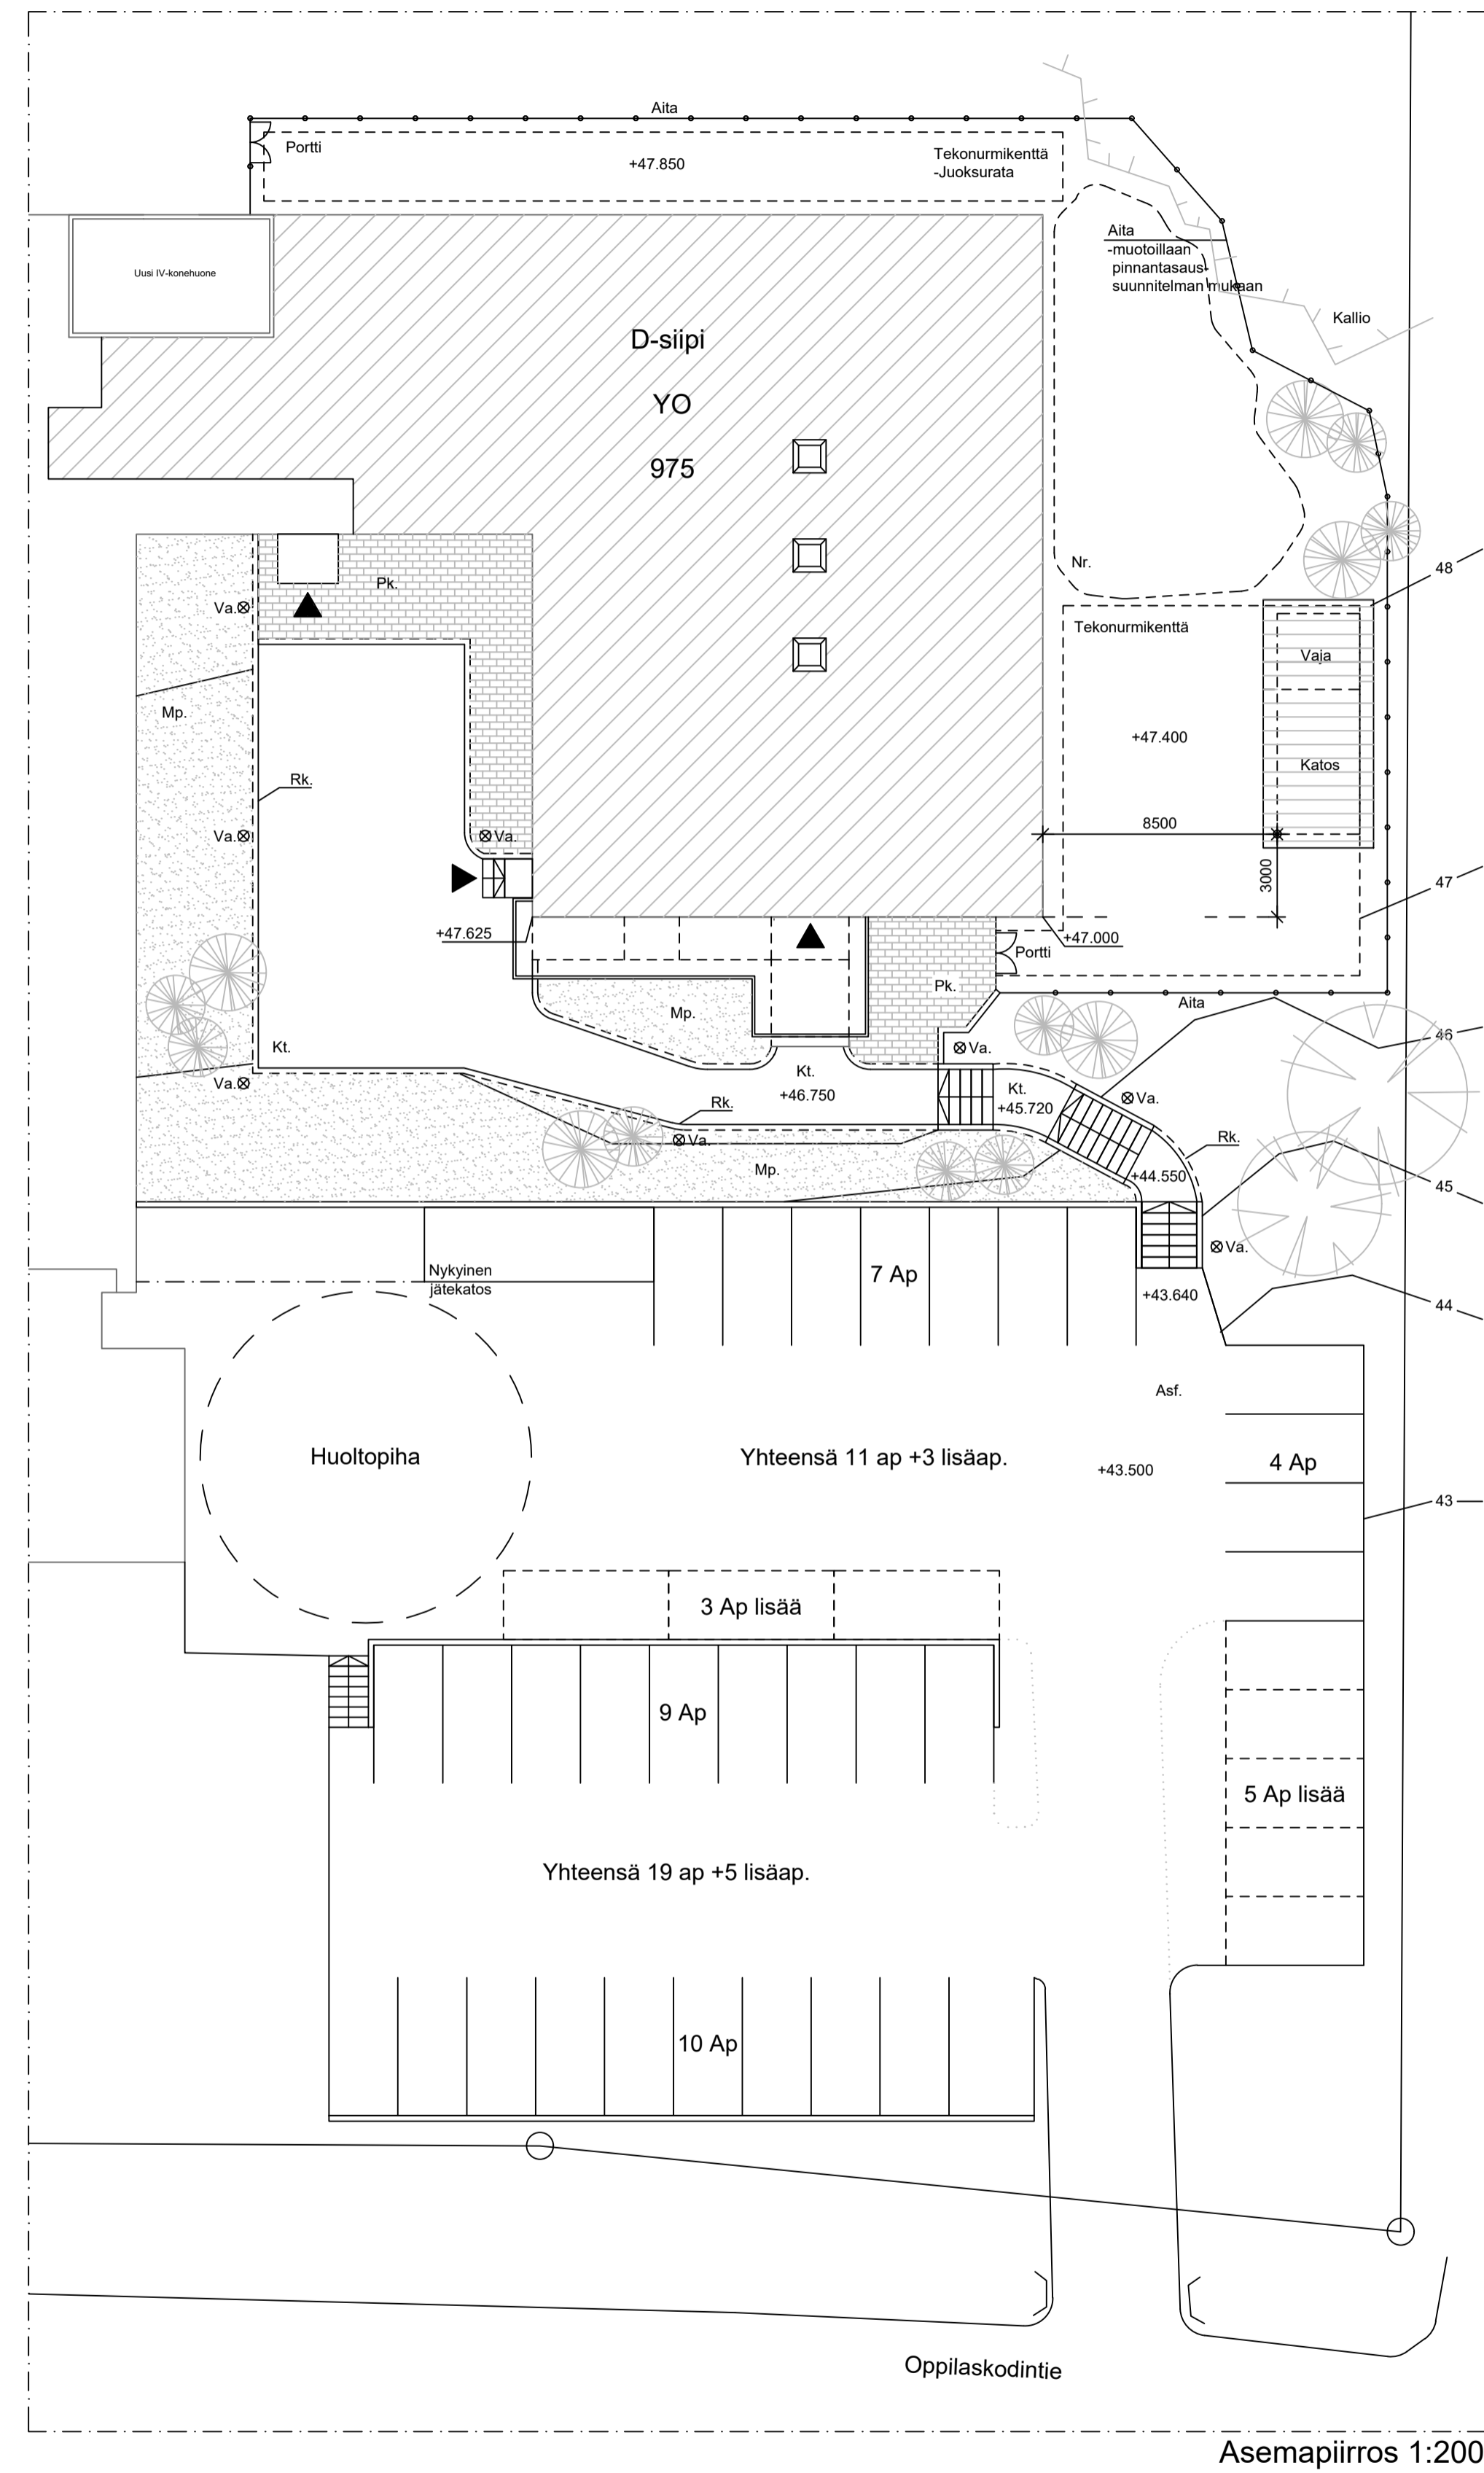 Aita
Portti
+47.850
Tekonurmikenttä
-Juoksurata
Aita
-muotoillaan
pinnantasaus-
suunnitelman mukaan
Uusi IV-konehuone
Kallio
D-siipi
YO
975
Nr.
48
Pk.
Va.
Tekonurmikenttä
Vaja
Mp.
+47.400
Katos
Rk.
8500
Va.
Va.
3000
47
+47.625
+47.000
Portti
Pk.
Aita
Mp.
46
Kt.
Va.
Kt.
Va.
+46.750
Kt.
+45.720
Va.
Rk.
Va.
Rk.
Mp.
+44.550
45
Va.
Nykyinen
jätekatos
7 Ap
+43.640
44
Asf.
Huoltopiha
Yhteensä 11 ap +3 lisäap.
+43.500
4 Ap
43
3 Ap lisää
9 Ap
5 Ap lisää
Yhteensä 19 ap +5 lisäap.
10 Ap
Oppilaskodintie
Asemapiirros 1:200